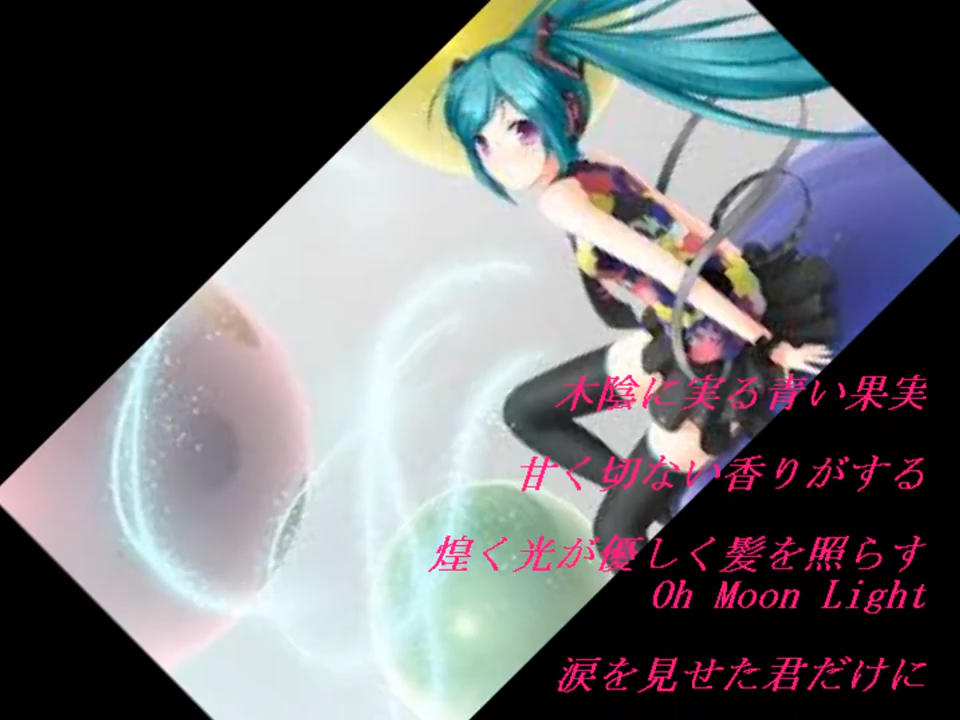 木陰に実る青い果実
甘く切ない香りがする
煌く光が優しく髪を照らす
Oh Moon Light
涙を見せた君だけに